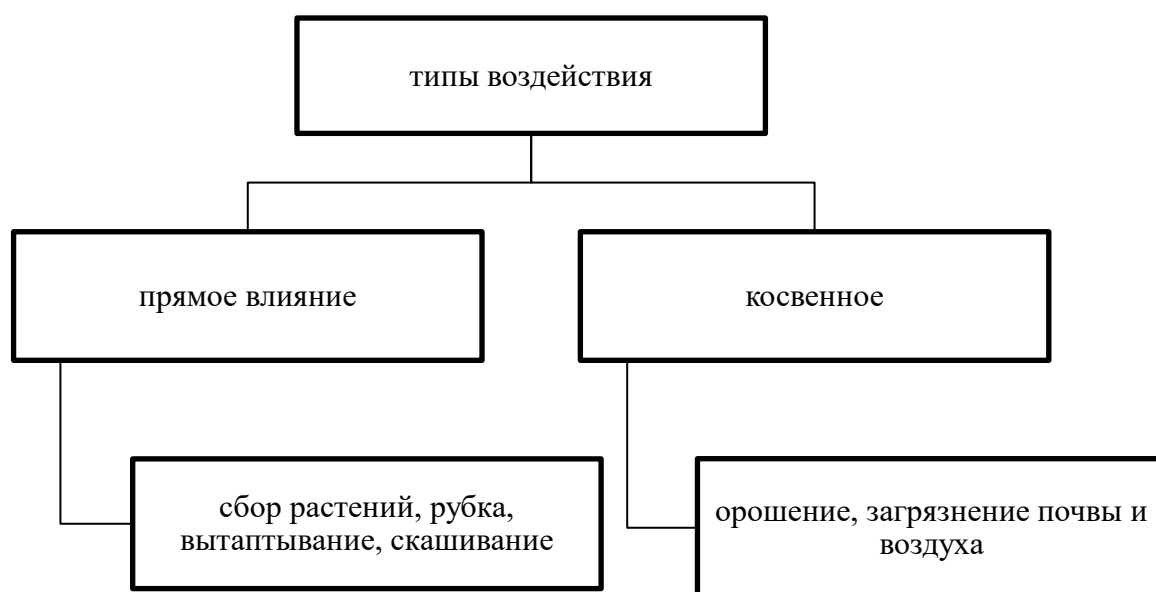 типы воздействия
прямое влияние
косвенное
сбор растений, рубка,
вытаптывание, скашивание
орошение, загрязнение почвы и
воздуха